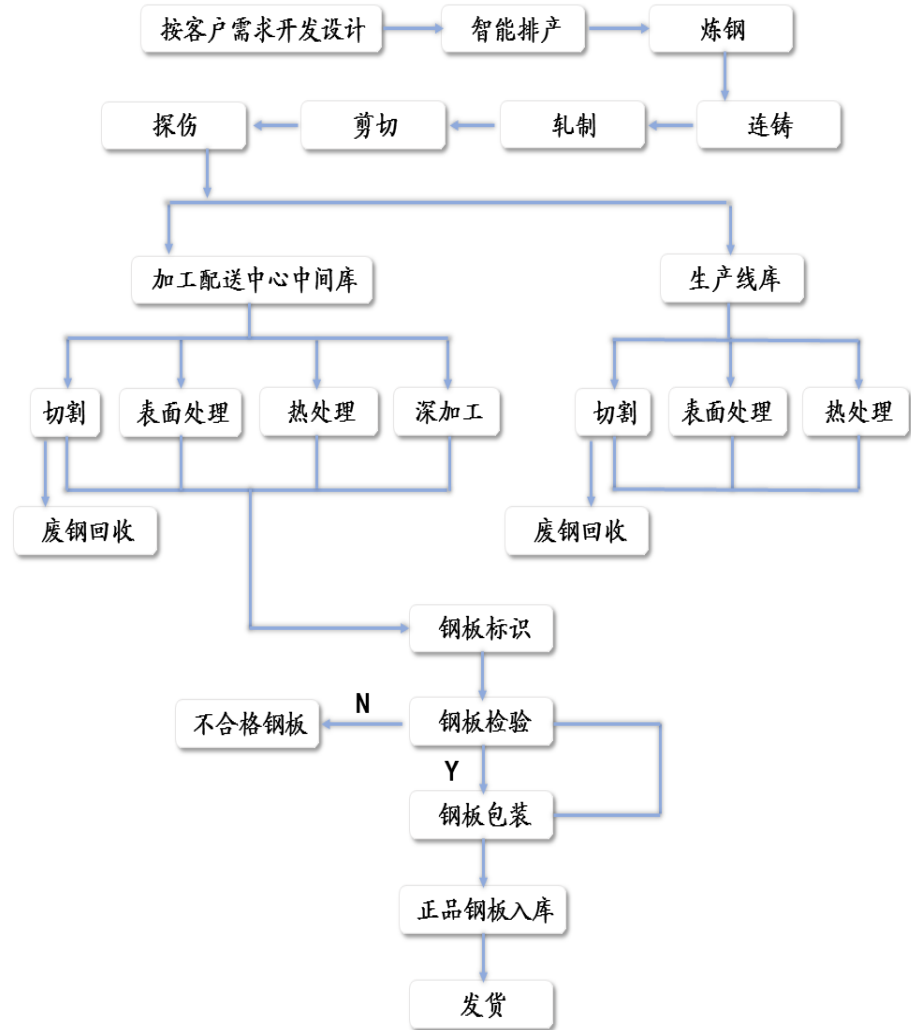 按客户需求开发设计
智能排产
炼钢
探伤
剪切
轧制
连铸
加工配送中心中间库
生产线库
切割
表面处理
热处理
深加工
切割
表面处理
热处理
废钢回收
废钢回收
钢板标识
N
不合格钢板
钢板检验
Y
钢板包装
正品钢板入库
发货